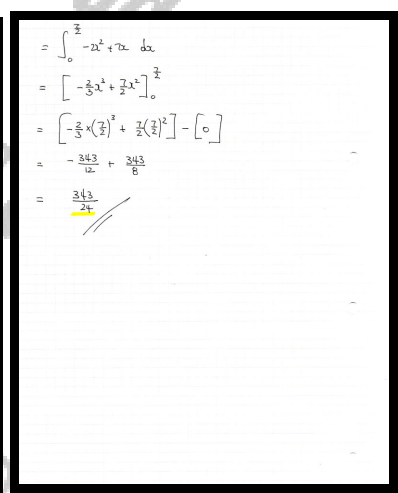 = ∫₀^(7/2) -2x² + 7x dx
= [ -2/3 x³ + 7/2 x² ]₀^(7/2)
= [ -2/3 × (7/2)³ + 7/2 (7/2)² ] - [ 0 ]
= - 343/12 + 343/8
= 343/24